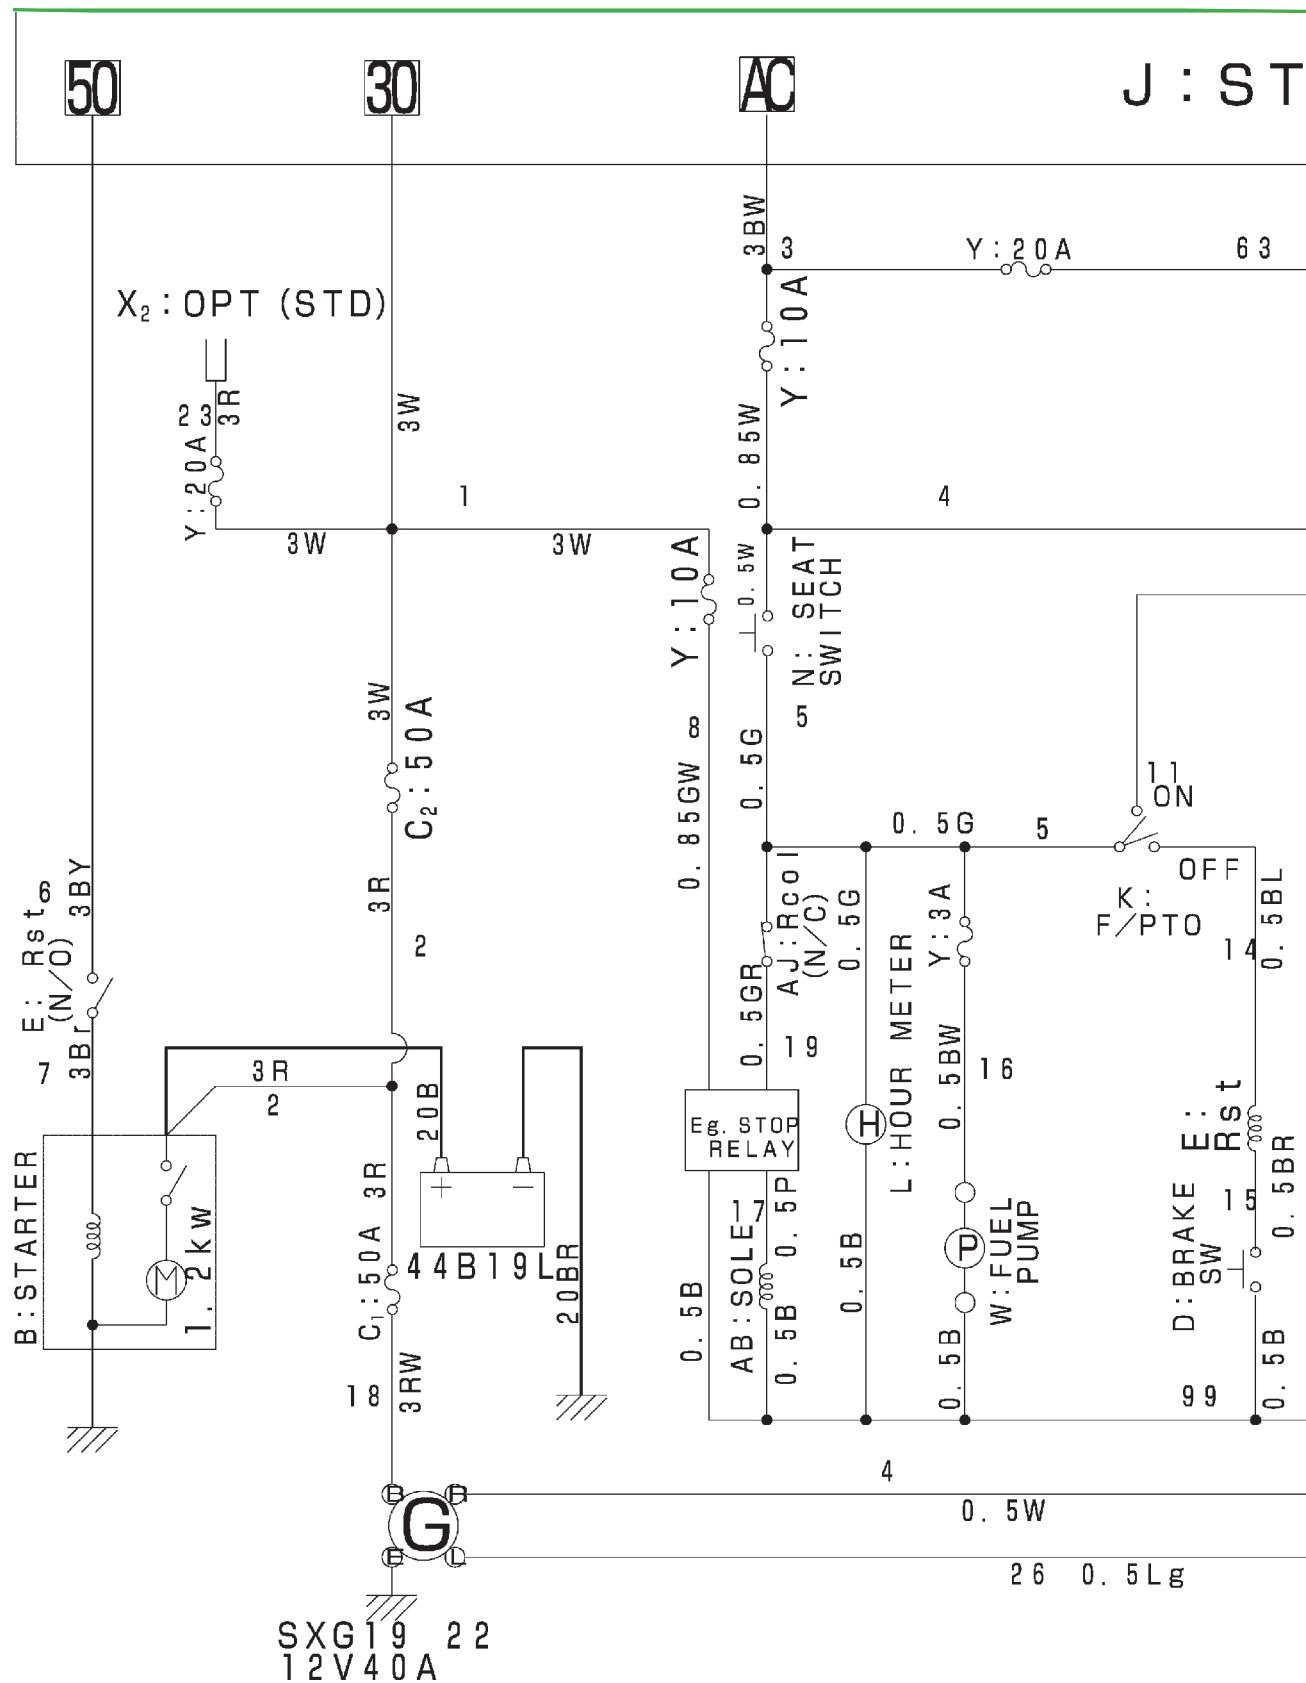 50
30
AC
J:ST
3BW
3
Y:20A
63
X₂:OPT (STD)
Y:10A
23
3R
3W
Y:20A
0.85W
1
4
3W
3W
Y:10A
0.5W
N: SEAT
SWITCH
3W
C₂:50A
8
5
0.5G
0.85GW
11
ON
0.5G
5
OFF
K:
F/PTO
6
3BY
E: Rst
(N/O)
3R
2
AJ:Rcol
(N/C)
0.5G
L:HOUR METER
Y:3A
14
0.5BL
7
3Br
3R
2
20B
0.5GR
19
0.5BW
16
Eg. STOP
RELAY
H
E:
Rst
B:STARTER
M
1.2kw
3R
+
−
44B19L
C₁:50A
20BR
17
0.5P
AB:SOLE
0.5B
0.5B
0.5B
P
W:FUEL
PUMP
0.5B
15
0.5BR
D:BRAKE
SW
18
3RW
99
0.5B
B
R
G
E
L
4
0.5W
26 0.5Lg
SXG19 22
12V40A